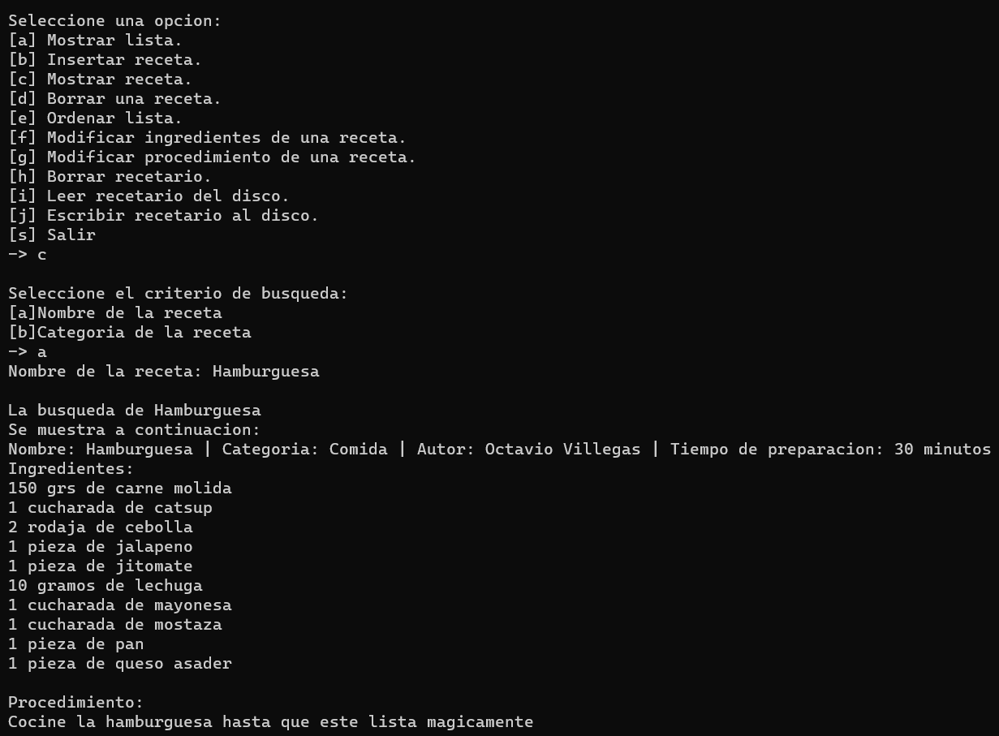 Seleccione una opcion:
[a] Mostrar lista.
[b] Insertar receta.
[c] Mostrar receta.
[d] Borrar una receta.
[e] Ordenar lista.
[f] Modificar ingredientes de una receta.
[g] Modificar procedimiento de una receta.
[h] Borrar recetario.
[i] Leer recetario del disco.
[j] Escribir recetario al disco.
[s] Salir
-> c
Seleccione el criterio de busqueda:
[a]Nombre de la receta
[b]Categoria de la receta
-> a
Nombre de la receta: Hamburguesa
La busqueda de Hamburguesa
Se muestra a continuacion:
Nombre: Hamburguesa | Categoria: Comida | Autor: Octavio Villegas | Tiempo de preparacion: 30 minutos
Ingredientes:
150 grs de carne molida
1 cucharada de catsup
2 rodaja de cebolla
1 pieza de jalapeno
1 pieza de jitomate
10 gramos de lechuga
1 cucharada de mayonesa
1 cucharada de mostaza
1 pieza de pan
1 pieza de queso asader
Procedimiento:
Cocine la hamburguesa hasta que este lista magicamente